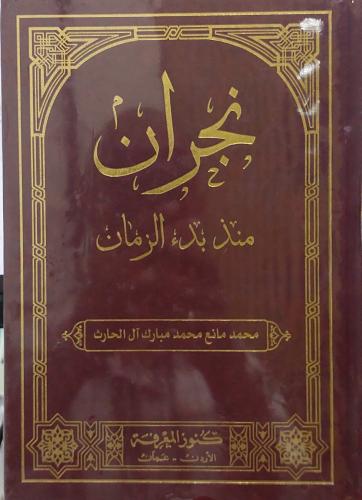 نجران
منذ بدء الزمان
محمد مانع محمد مبارك آل الحارث
كنوز المعرفة
الأردن - عمان